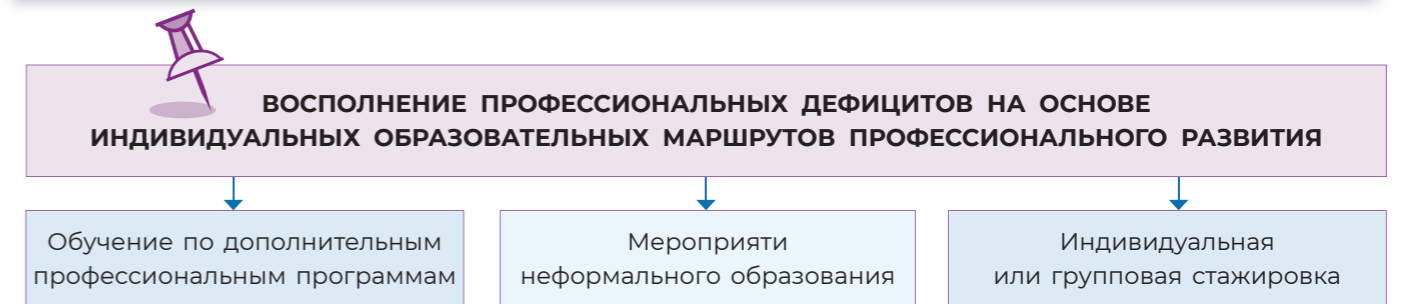 ВОСПОЛНЕНИЕ ПРОФЕССИОНАЛЬНЫХ ДЕФИЦИТОВ НА ОСНОВЕ
ИНДИВИДУАЛЬНЫХ ОБРАЗОВАТЕЛЬНЫХ МАРШРУТОВ ПРОФЕССИОНАЛЬНОГО РАЗВИТИЯ
Обучение по дополнительным
профессиональным программам
Мероприяти
неформального образования
Индивидуальная
или групповая стажировка